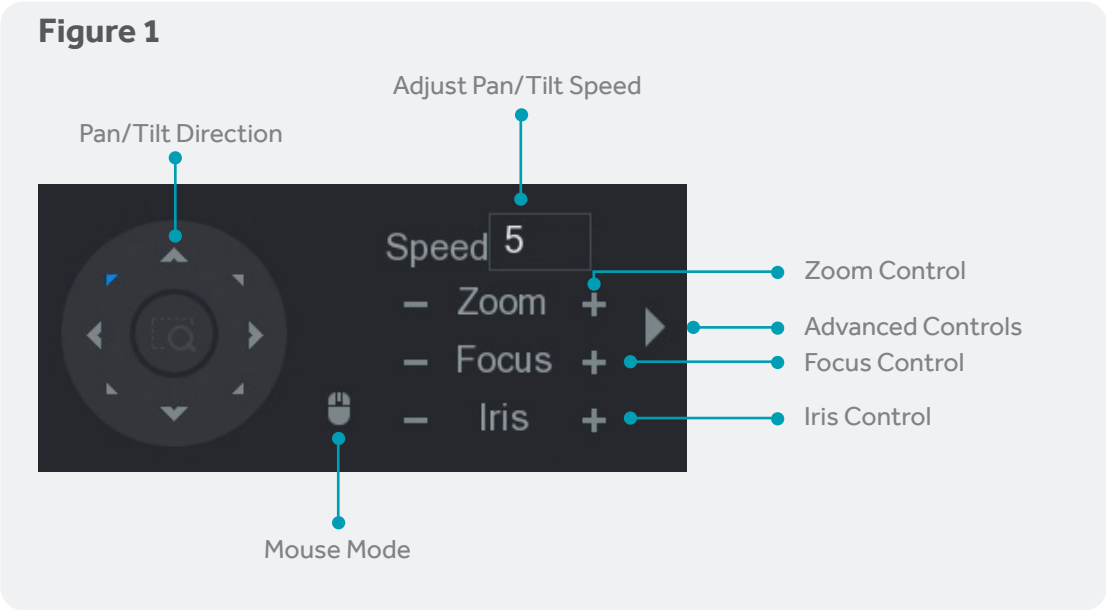 Figure 1
Adjust Pan/Tilt Speed
Pan/Tilt Direction
Speed 5
− Zoom +
Zoom Control
Advanced Controls
− Focus +
Focus Control
− Iris +
Iris Control
Mouse Mode